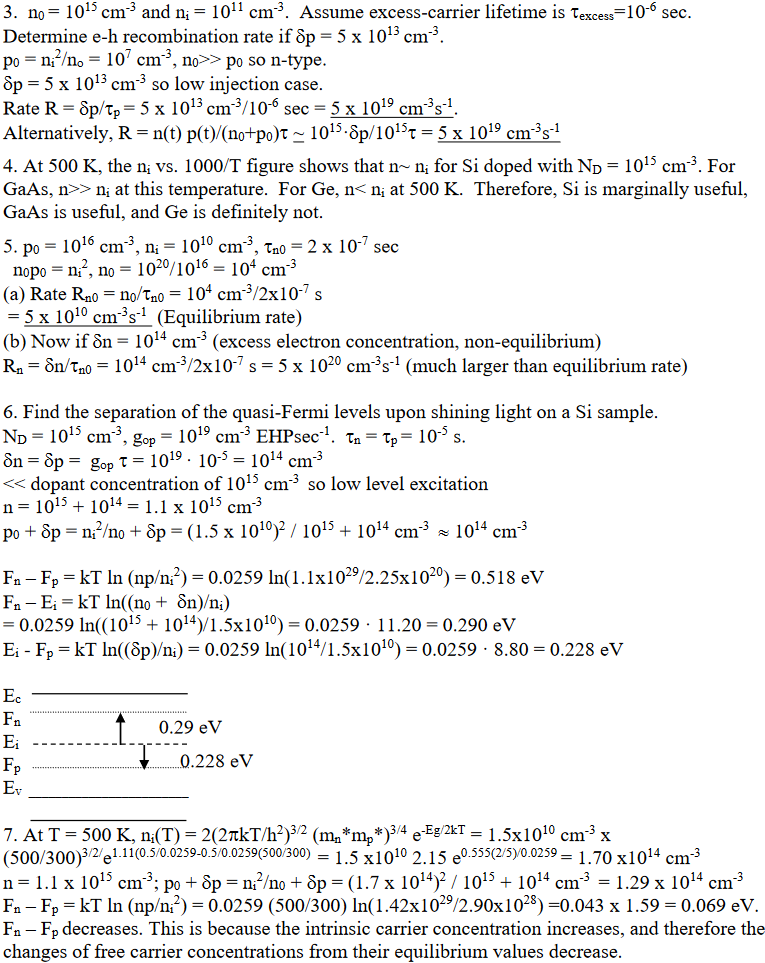 3. n₀ = 10¹⁵ cm⁻³ and nᵢ = 10¹¹ cm⁻³. Assume excess-carrier lifetime is τₑₓcₑₛₛ=10⁻⁶ sec.
Determine e-h recombination rate if δp = 5 x 10¹³ cm⁻³.
p₀ = nᵢ²/nₒ = 10⁷ cm⁻³, n₀>> p₀ so n-type.
δp = 5 x 10¹³ cm⁻³ so low injection case.
Rate R = δp/τₚ = 5 x 10¹³ cm⁻³/10⁻⁶ sec = 5 x 10¹⁹ cm⁻³s⁻¹.
Alternatively, R = n(t) p(t)/(n₀+p₀)τ ~ 10¹⁵·δp/10¹⁵τ = 5 x 10¹⁹ cm⁻³s⁻¹
4. At 500 K, the nᵢ vs. 1000/T figure shows that n~ nᵢ for Si doped with N_D = 10¹⁵ cm⁻³. For
GaAs, n>> nᵢ at this temperature. For Ge, n< nᵢ at 500 K. Therefore, Si is marginally useful,
GaAs is useful, and Ge is definitely not.
5. p₀ = 10¹⁶ cm⁻³, nᵢ = 10¹⁰ cm⁻³, τₙ₀ = 2 x 10⁻⁷ sec
n₀p₀ = nᵢ², n₀ = 10²⁰/10¹⁶ = 10⁴ cm⁻³
(a) Rate Rₙ₀ = n₀/τₙ₀ = 10⁴ cm⁻³/2x10⁻⁷ s
= 5 x 10¹⁰ cm⁻³s⁻¹ (Equilibrium rate)
(b) Now if δn = 10¹⁴ cm⁻³ (excess electron concentration, non-equilibrium)
Rₙ = δn/τₙ₀ = 10¹⁴ cm⁻³/2x10⁻⁷ s = 5 x 10²⁰ cm⁻³s⁻¹ (much larger than equilibrium rate)
6. Find the separation of the quasi-Fermi levels upon shining light on a Si sample.
N_D = 10¹⁵ cm⁻³, gₒₚ = 10¹⁹ cm⁻³ EHPsec⁻¹. τₙ = τₚ = 10⁻⁵ s.
δn = δp = gₒₚ τ = 10¹⁹ · 10⁻⁵ = 10¹⁴ cm⁻³
<< dopant concentration of 10¹⁵ cm⁻³ so low level excitation
n = 10¹⁵ + 10¹⁴ = 1.1 x 10¹⁵ cm⁻³
p₀ + δp = nᵢ²/n₀ + δp = (1.5 x 10¹⁰)² / 10¹⁵ + 10¹⁴ cm⁻³ ≈ 10¹⁴ cm⁻³
Fₙ – Fₚ = kT ln (np/nᵢ²) = 0.0259 ln(1.1x10²⁹/2.25x10²⁰) = 0.518 eV
Fₙ – Eᵢ = kT ln((n₀ + δn)/nᵢ)
= 0.0259 ln((10¹⁵ + 10¹⁴)/1.5x10¹⁰) = 0.0259 · 11.20 = 0.290 eV
Eᵢ - Fₚ = kT ln((δp)/nᵢ) = 0.0259 ln(10¹⁴/1.5x10¹⁰) = 0.0259 · 8.80 = 0.228 eV
E_c
Fₙ
0.29 eV
Eᵢ
Fₚ
0.228 eV
Eᵥ
7. At T = 500 K, nᵢ(T) = 2(2πkT/h²)^3/2 (mₙ*mₚ*)^3/4 e^-Eg/2kT = 1.5x10¹⁰ cm⁻³ x
(500/300)^3/2/e^1.11(0.5/0.0259-0.5/0.0259(500/300) = 1.5 x10¹⁰ 2.15 e^0.555(2/5)/0.0259 = 1.70 x10¹⁴ cm⁻³
n = 1.1 x 10¹⁵ cm⁻³; p₀ + δp = nᵢ²/n₀ + δp = (1.7 x 10¹⁴)² / 10¹⁵ + 10¹⁴ cm⁻³ = 1.29 x 10¹⁴ cm⁻³
Fₙ – Fₚ = kT ln (np/nᵢ²) = 0.0259 (500/300) ln(1.42x10²⁹/2.90x10²⁸) =0.043 x 1.59 = 0.069 eV.
Fₙ – Fₚ decreases. This is because the intrinsic carrier concentration increases, and therefore the
changes of free carrier concentrations from their equilibrium values decrease.